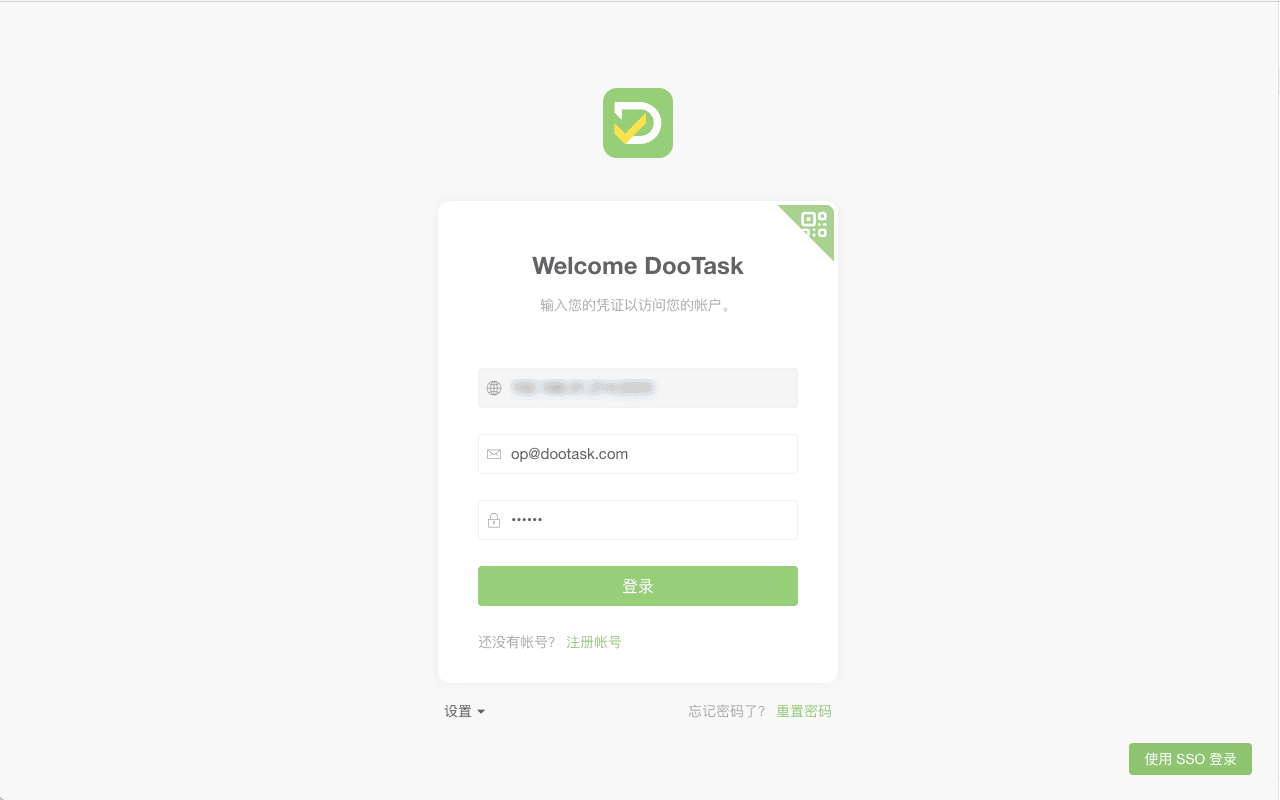 Welcome DooTask
输入您的凭证以访问您的帐户。
op@dootask.com
••••••
登录
还没有帐号? 注册帐号
设置
忘记密码了? 重置密码
使用 SSO 登录